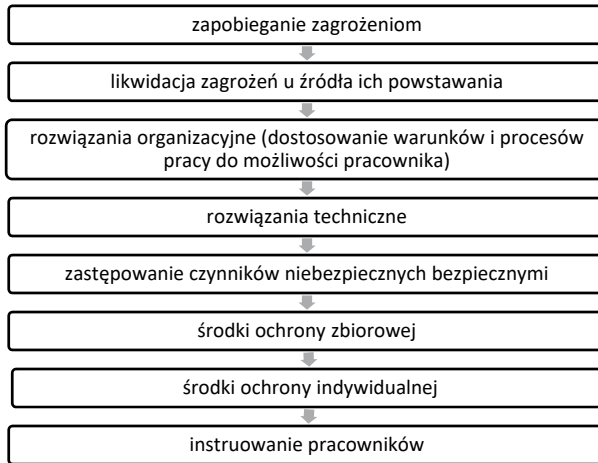 zapobieganie zagrożeniom
likwidacja zagrożeń u źródła ich powstawania
rozwiązania organizacyjne (dostosowanie warunków i procesów
pracy do możliwości pracownika)
rozwiązania techniczne
zastępowanie czynników niebezpiecznych bezpiecznymi
środki ochrony zbiorowej
środki ochrony indywidualnej
instruowanie pracowników